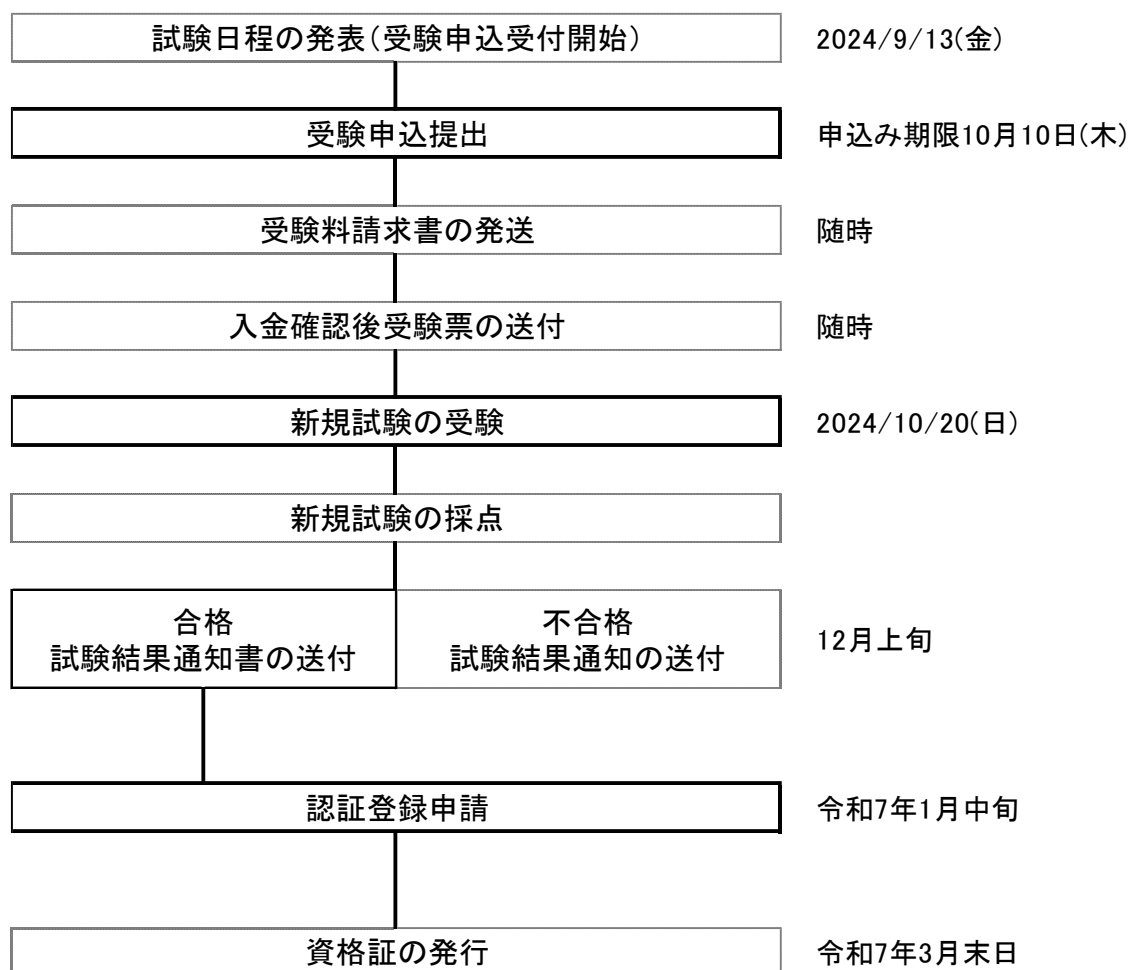 試験日程の発表(受験申込受付開始) 2024/9/13(金)
受験申込提出 申込み期限10月10日(木)
受験料請求書の発送 随時
入金確認後受験票の送付 随時
新規試験の受験 2024/10/20(日)
新規試験の採点
合格
試験結果通知書の送付
不合格
試験結果通知の送付
12月上旬
認証登録申請 令和7年1月中旬
資格証の発行 令和7年3月末日